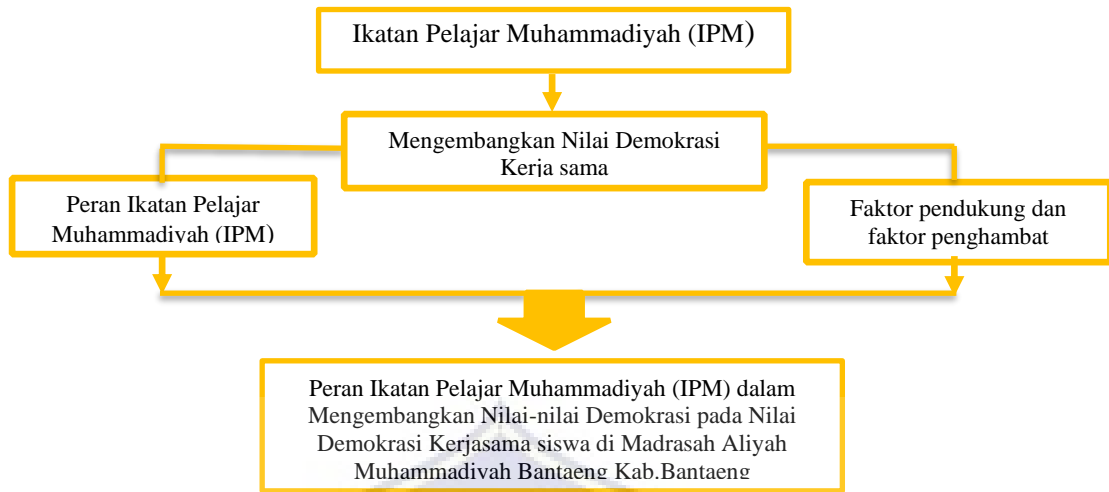 Ikatan Pelajar Muhammadiyah (IPM)
Mengembangkan Nilai Demokrasi
Kerja sama
Peran Ikatan Pelajar
Muhammadiyah (IPM)
Faktor pendukung dan
faktor penghambat
Peran Ikatan Pelajar Muhammadiyah (IPM) dalam
Mengembangkan Nilai-nilai Demokrasi pada Nilai
Demokrasi Kerjasama siswa di Madrasah Aliyah
Muhammadiyah Bantaeng Kab.Bantaeng